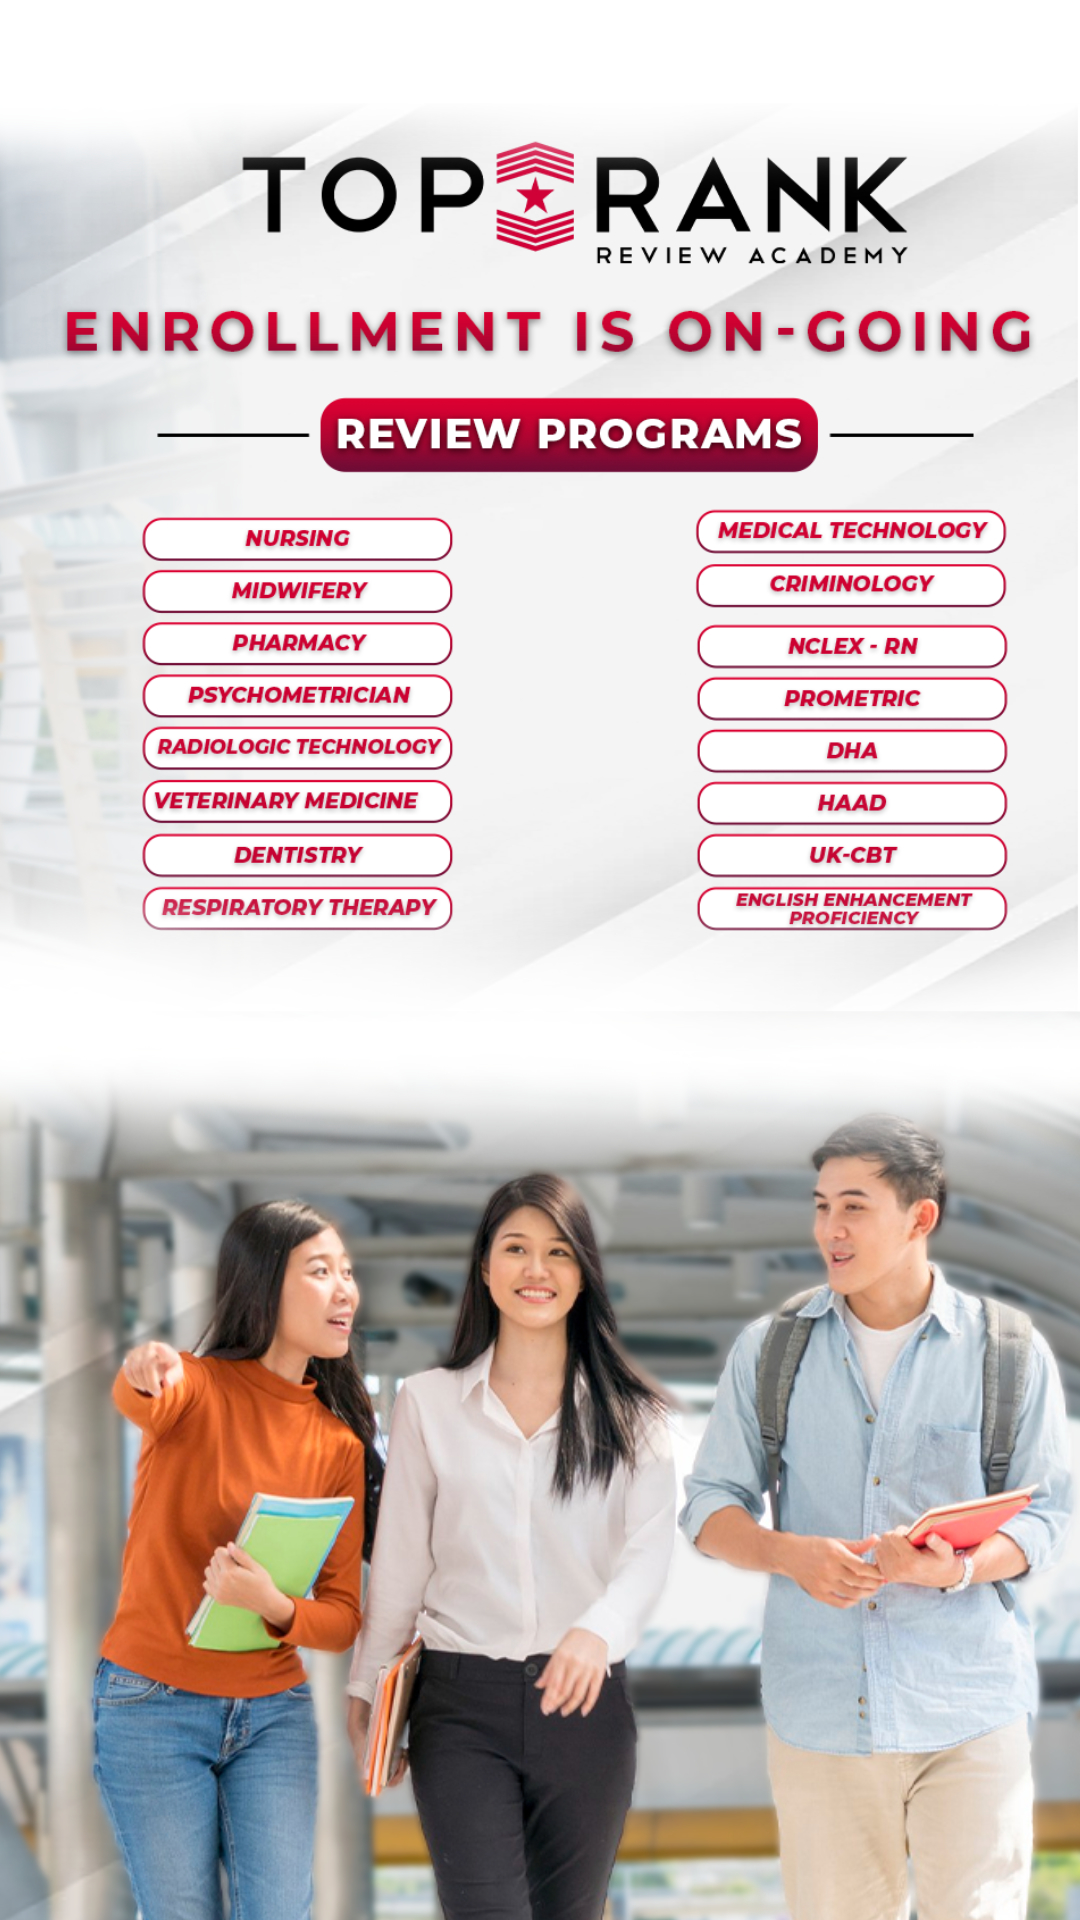 TOP RANK
REVIEW ACADEMY
ENROLLMENT IS ON-GOING
REVIEW PROGRAMS
NURSING
MIDWIFERY
PHARMACY
PSYCHOMETRICIAN
RADIOLOGIC TECHNOLOGY
VETERINARY MEDICINE
DENTISTRY
RESPIRATORY THERAPY
MEDICAL TECHNOLOGY
CRIMINOLOGY
NCLEX - RN
PROMETRIC
DHA
HAAD
UK-CBT
ENGLISH ENHANCEMENT
PROFICIENCY